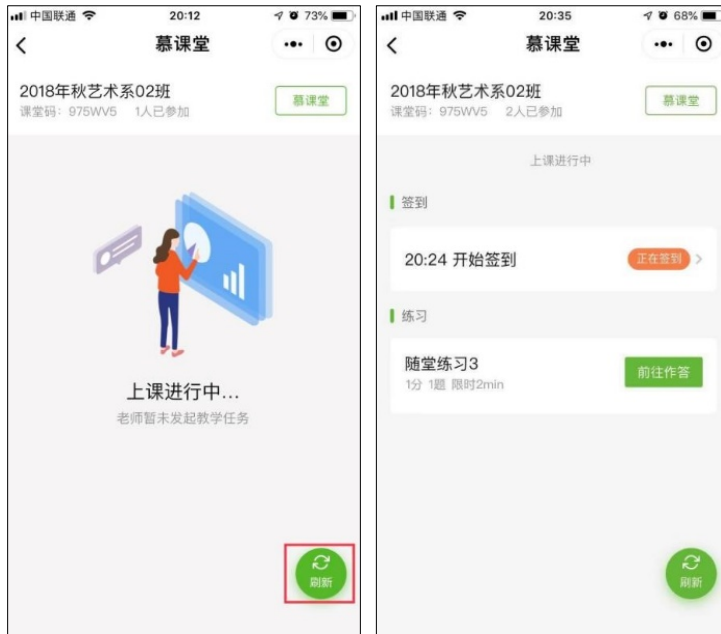 中国联通
20:12
73%
慕课堂
2018年秋艺术系02班
课堂码：975WV5 1人已参加
慕课堂
上课进行中...
老师暂未发起教学任务
刷新
中国联通
20:35
68%
慕课堂
2018年秋艺术系02班
课堂码：975WV5 2人已参加
慕课堂
上课进行中
签到
20:24 开始签到
正在签到
练习
随堂练习3
1分 1题 限时2min
前往作答
刷新